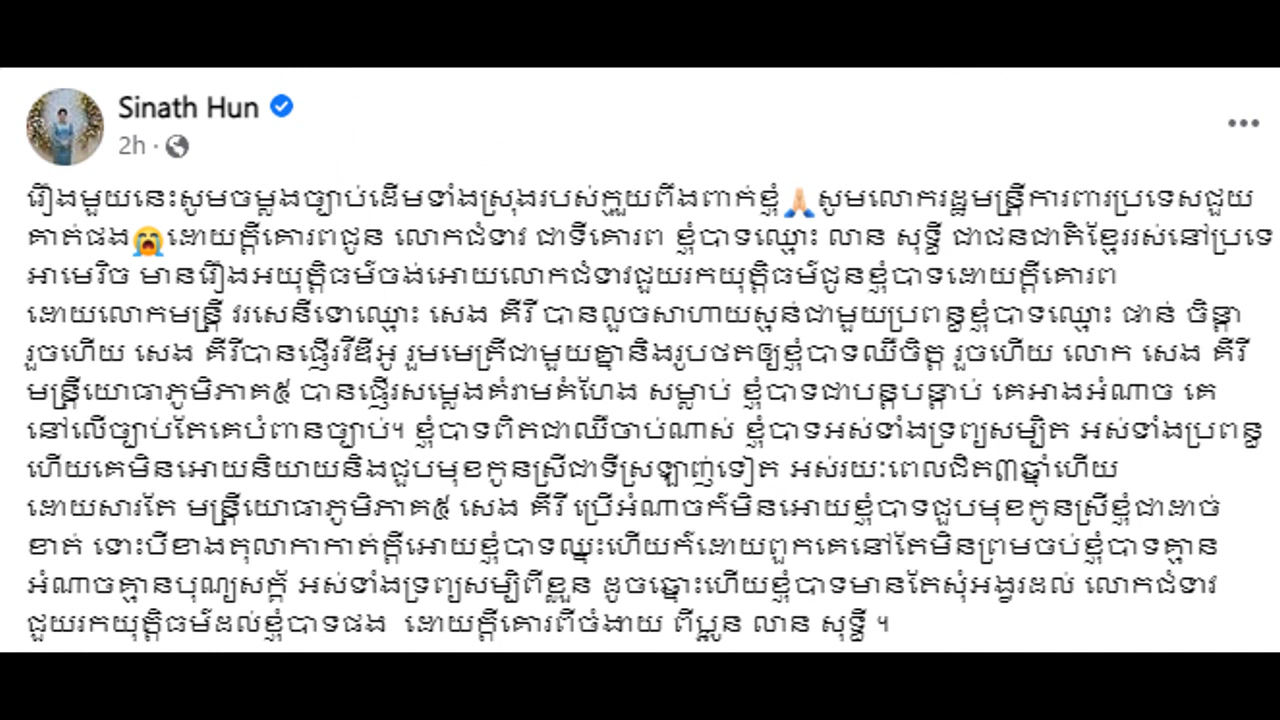 Sinath Hun
2h ·
រឿងមួយនេះសូមចម្លងច្បាប់ដើមទាំងស្រុងរបស់ក្មួយពឹងពាក់ខ្ញុំ🙏🏻សូមលោករដ្ឋមន្ត្រីការពារប្រទេសជួយ
គាត់ផង😭ដោយក្តីគោរពជូន លោកជំទាវ ជាទីគោរព ខ្ញុំបាទឈ្មោះ លាន សុទ្ធី ជាជនជាតិខ្មែររស់នៅប្រទេ
អាមេរិច មានរឿងអយុត្តិធម៍ចង់អោយលោកជំទាវជួយរកយុត្តិធម៍ជូនខ្ញុំបាទដោយក្តីគោរព
ដោយលោកមន្ត្រី វរសេនីទោឈ្មោះ សេង គីរី បានលួចសាហាយស្មន់ជាមួយប្រពន្ធខ្ញុំបាទឈ្មោះ ផាន់ ចិន្តា
រួចហើយ សេង គីរីបានផ្ញើរវីឌីអូ រួមមេត្រីជាមួយគ្នានិងរូបថតឲ្យខ្ញុំបាទឈឺចិត្ត រួចហើយ លោក សេង គីរី
មន្ត្រីយោធាភូមិភាគ៥ បានផ្ញើរសម្លេងគំរាមគំហែង សម្លាប់ ខ្ញុំបាទជាបន្តបន្ទាប់ គេអាងអំណាច គេ
នៅលើច្បាប់តែគេបំពានច្បាប់។ ខ្ញុំបាទពិតជាឈឺចាប់ណាស់ ខ្ញុំបាទអស់ទាំងទ្រព្យសម្បិត អស់ទាំងប្រពន្ធ
ហើយគេមិនអោយនិយាយនិងជួបមុខកូនស្រីជាទីស្រឡាញ់ទៀត អស់រយៈពេលជិត៣ឆ្នាំហើយ
ដោយសារតែ មន្ត្រីយោធាភូមិភាគ៥ សេង គីរី ប្រើអំណាចក៍មិនអោយខ្ញុំបាទជួបមុខកូនស្រីខ្ញុំជាដាច់
ខាត់ ទោះបីខាងតុលាកាកាត់ក្តីអោយខ្ញុំបាទឈ្នះហើយក៍ដោយពួកគេនៅតែមិនព្រមចប់ខ្ញុំបាទគ្មាន
អំណាចគ្មានបុណ្យសក្ត័ អស់ទាំងទ្រព្យសម្បិពីខ្លួន ដូចឆ្នោះហើយខ្ញុំបាទមានតែសុំអង្វរដល់ លោកជំទាវ
ជួយរកយុត្តិធម៍ដល់ខ្ញុំបាទផង ដោយក្តីគោរពីចំងាយ ពីប្អូន លាន សុទ្ធី ។